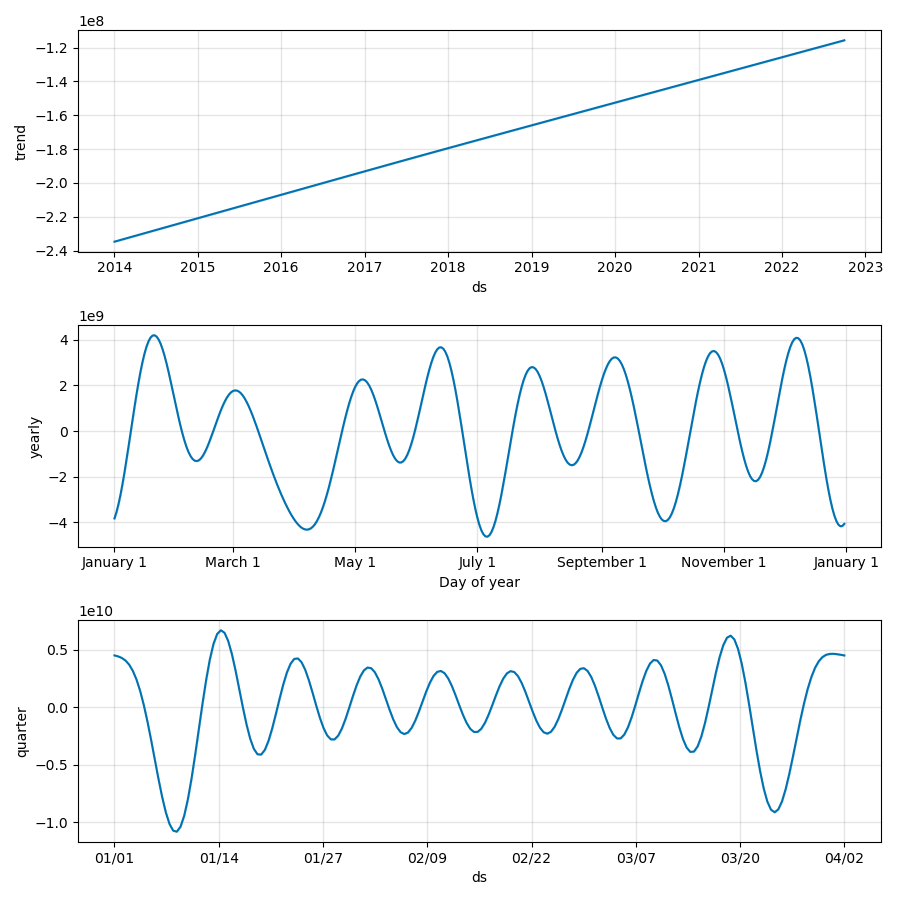 1e8
−1.2
−1.4
−1.6
−1.8
−2.0
−2.2
−2.4
trend
2014 2015 2016 2017 2018 2019 2020 2021 2022 2023
ds
1e9
4
2
0
−2
−4
yearly
January 1 March 1 May 1 July 1 September 1 November 1 January 1
Day of year
1e10
0.5
0.0
−0.5
−1.0
quarter
01/01 01/14 01/27 02/09 02/22 03/07 03/20 04/02
ds